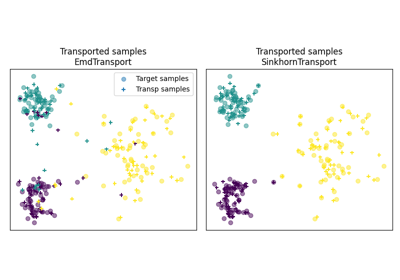 Transported samples
EmdTransport
Target samples
Transp samples
Transported samples
SinkhornTransport